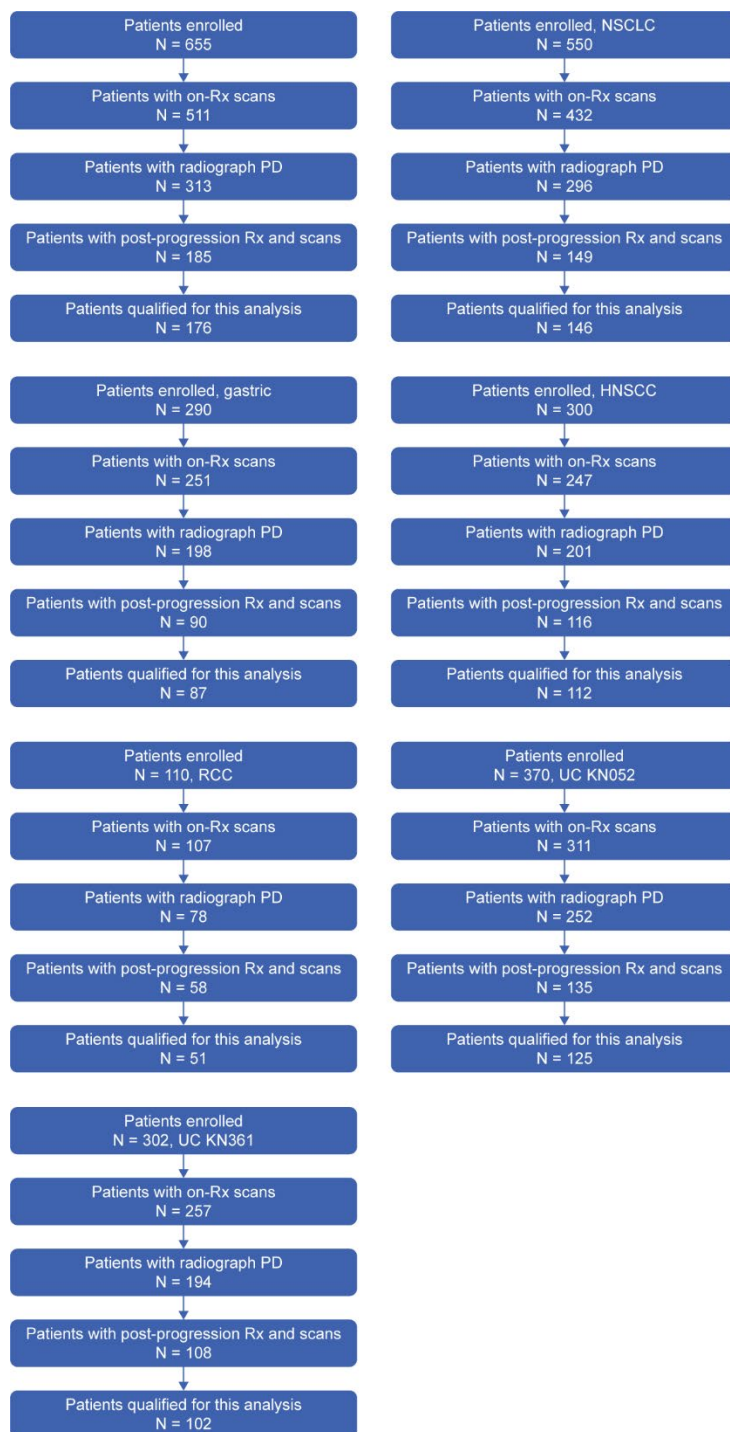 Patients enrolled
N = 655
Patients with on-Rx scans
N = 511
Patients with radiograph PD
N = 313
Patients with post-progression Rx and scans
N = 185
Patients qualified for this analysis
N = 176
Patients enrolled, NSCLC
N = 550
Patients with on-Rx scans
N = 432
Patients with radiograph PD
N = 296
Patients with post-progression Rx and scans
N = 149
Patients qualified for this analysis
N = 146
Patients enrolled, gastric
N = 290
Patients with on-Rx scans
N = 251
Patients with radiograph PD
N = 198
Patients with post-progression Rx and scans
N = 90
Patients qualified for this analysis
N = 87
Patients enrolled, HNSCC
N = 300
Patients with on-Rx scans
N = 247
Patients with radiograph PD
N = 201
Patients with post-progression Rx and scans
N = 116
Patients qualified for this analysis
N = 112
Patients enrolled
N = 110, RCC
Patients with on-Rx scans
N = 107
Patients with radiograph PD
N = 78
Patients with post-progression Rx and scans
N = 58
Patients qualified for this analysis
N = 51
Patients enrolled
N = 370, UC KN052
Patients with on-Rx scans
N = 311
Patients with radiograph PD
N = 252
Patients with post-progression Rx and scans
N = 135
Patients qualified for this analysis
N = 125
Patients enrolled
N = 302, UC KN361
Patients with on-Rx scans
N = 257
Patients with radiograph PD
N = 194
Patients with post-progression Rx and scans
N = 108
Patients qualified for this analysis
N = 102